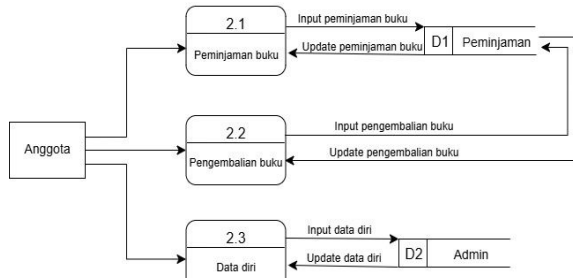 2.1
Peminjaman buku
Input peminjaman buku
Update peminjaman buku
D1 Peminjaman
Anggota
2.2
Pengembalian buku
Input pengembalian buku
Update pengembalian buku
2.3
Data diri
Input data diri
Update data diri
D2 Admin